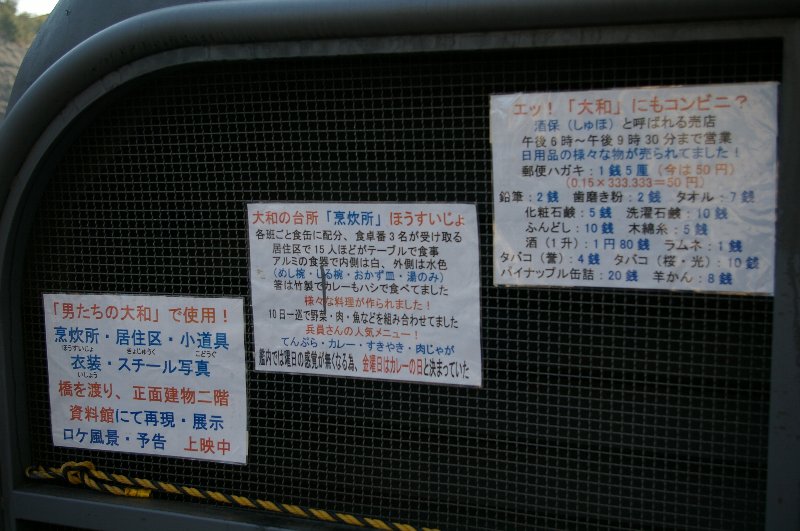 エッ！「大和」にもコンビニ？
酒保（しゅほ）と呼ばれる売店
午後６時～午後９時３０分まで営業
日用品の様々な物が売られてました！
郵便ハガキ：１銭５厘（今は５０円）
（0.15×333.333＝５０円）
鉛筆：２銭　歯磨き粉：２銭　タオル：７銭
化粧石鹸：５銭　洗濯石鹸：１０銭
ふんどし：１０銭　木綿糸：５銭
酒（１升）：１円８０銭　ラムネ：１銭
タバコ（誉）：４銭　タバコ（桜・光）：１０銭
パイナップル缶詰：２０銭　羊かん：８銭
大和の台所「烹炊所」ほうすいじょ
各班ごと食缶に配分、食卓番３名が受け取る
居住区で１５人ほどがテーブルで食事
アルミの食器で内側は白、外側は水色
（めし椀・しる椀・おかず皿・湯のみ）
箸は竹製でカレーもハシで食べてました
様々な料理が作られました！
１０日一巡で野菜・肉・魚などを組み合わせてました
兵員さんの人気メニュー！
てんぷら・カレー・すきやき・肉じゃが
艦内では曜日の感覚が無くなる為、金曜日はカレーの日と決まっていた
「男たちの大和」で使用！
烹炊所・居住区・小道具
ほうすいじょ　きょじゅうく　こどうぐ
衣装・スチール写真
いしょう
橋を渡り、正面建物二階
資料館にて再現・展示
ロケ風景・予告　上映中